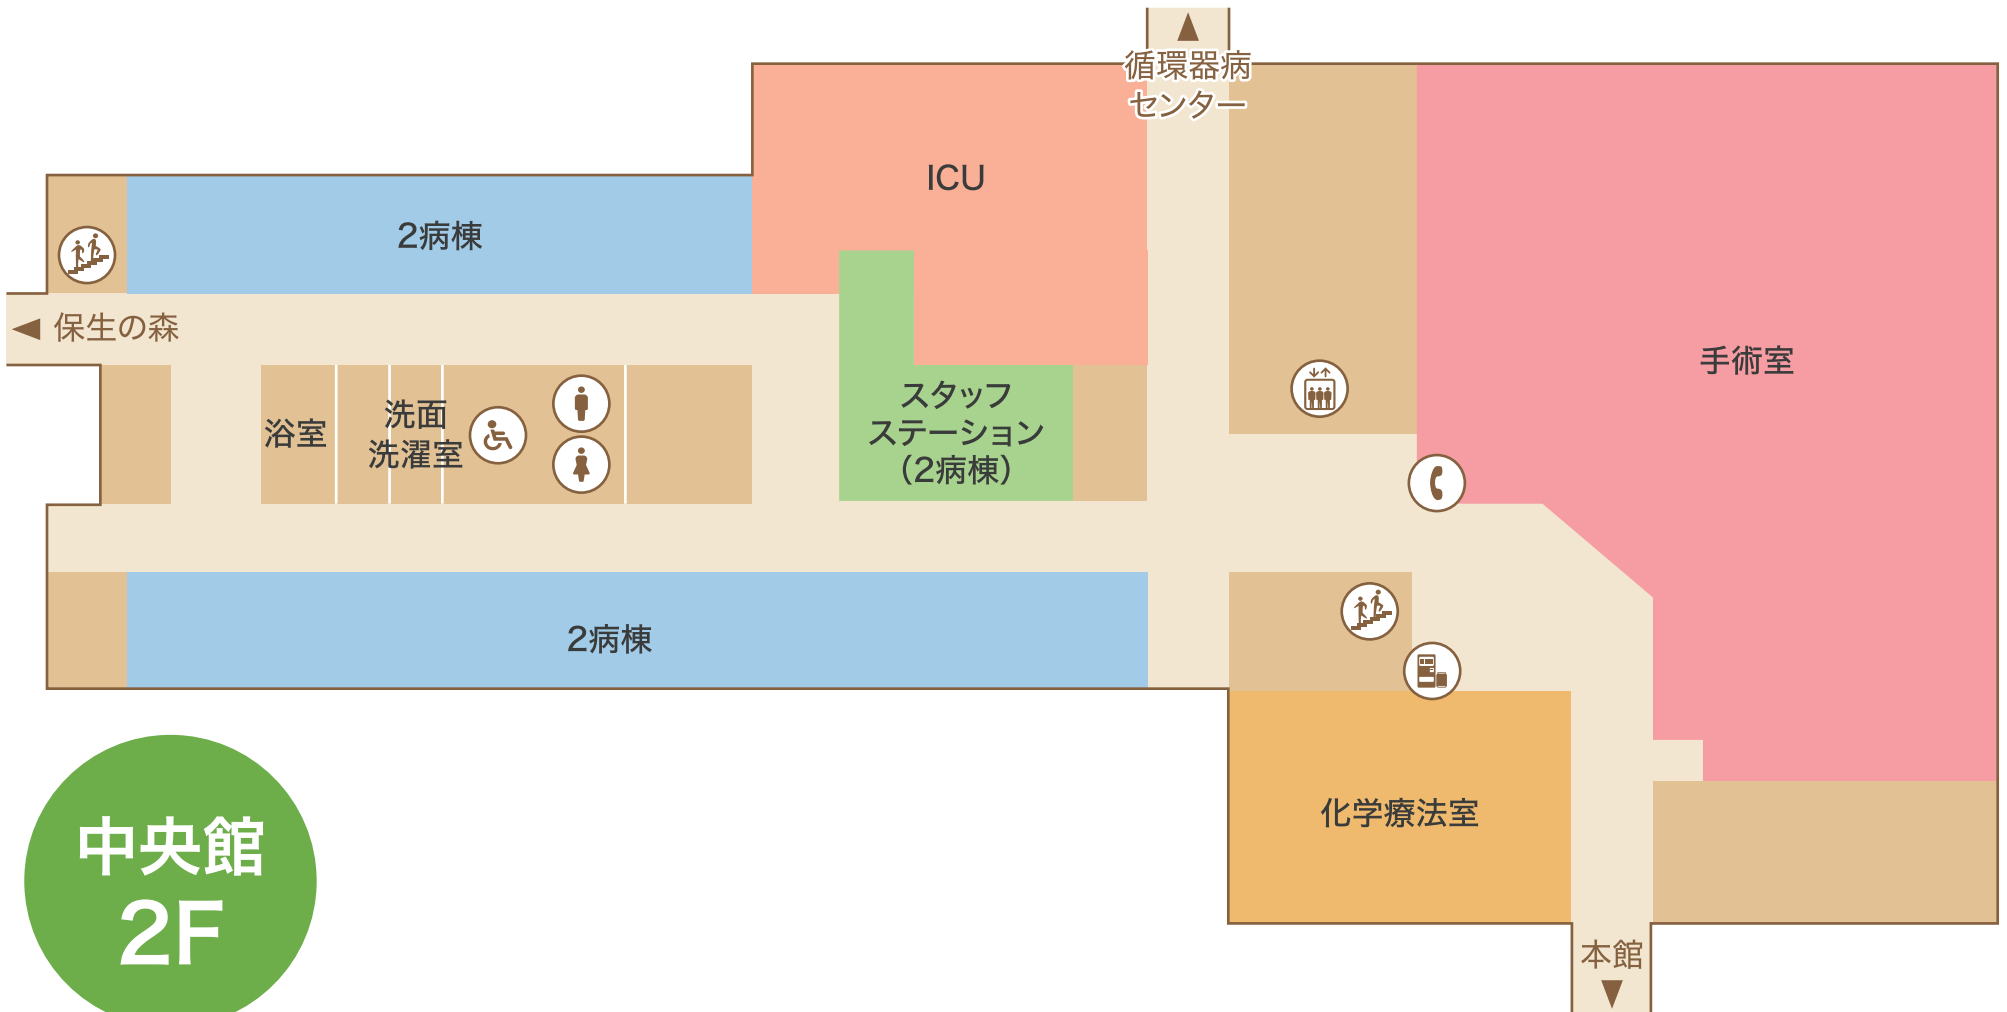 循環器病
センター
ICU
2病棟
保生の森
手術室
浴室
洗面
洗濯室
スタッフ
ステーション
（2病棟）
2病棟
化学療法室
本館
中央館
2F